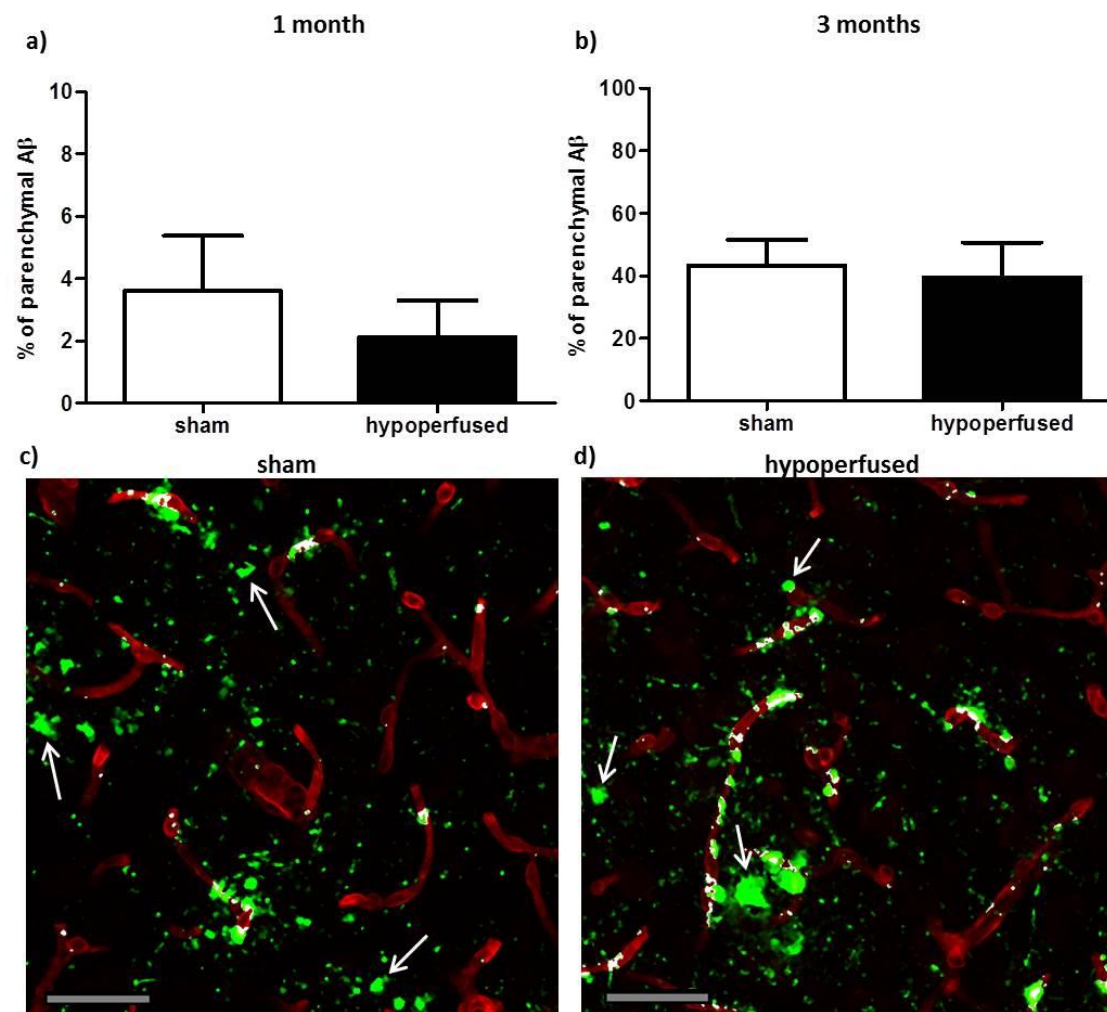 a)
1 month
% of parenchymal Aβ
10
8
6
4
2
0
sham
hypoperfused
b)
3 months
% of parenchymal Aβ
100
80
60
40
20
0
sham
hypoperfused
c)
sham
d)
hypoperfused